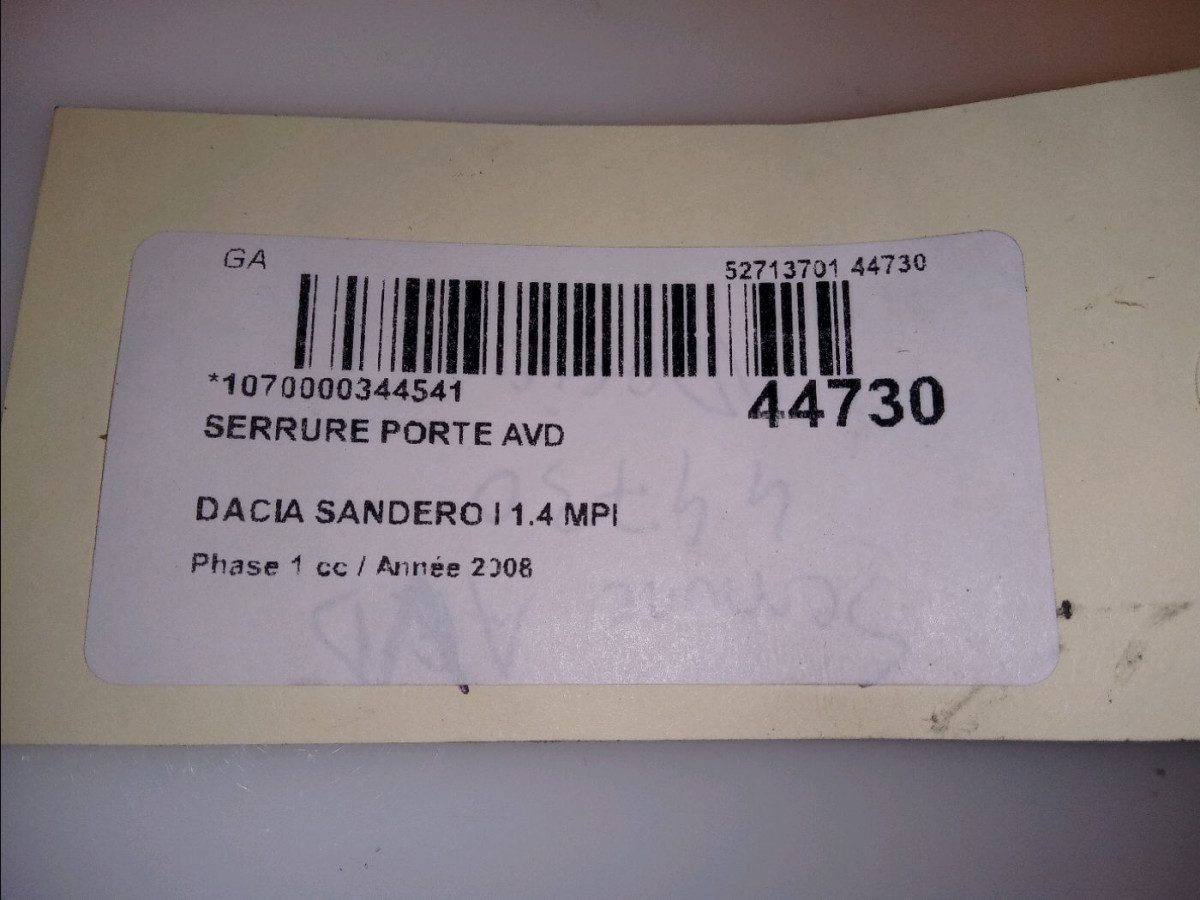 GA
52713701 44730
*1070000344541
44730
SERRURE PORTE AVD
DACIA SANDERO I 1.4 MPI
Phase 1 cc / Année 2008